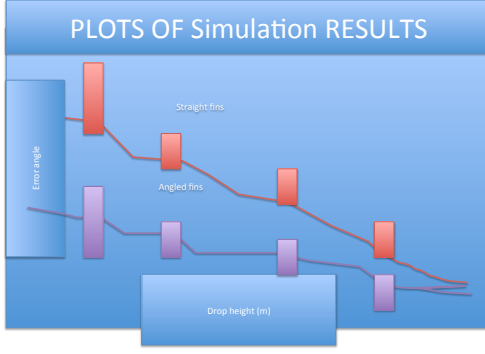 PLOTS OF Simulation RESULTS
Straight fins
Error angle
Angled fins
Drop height (m)